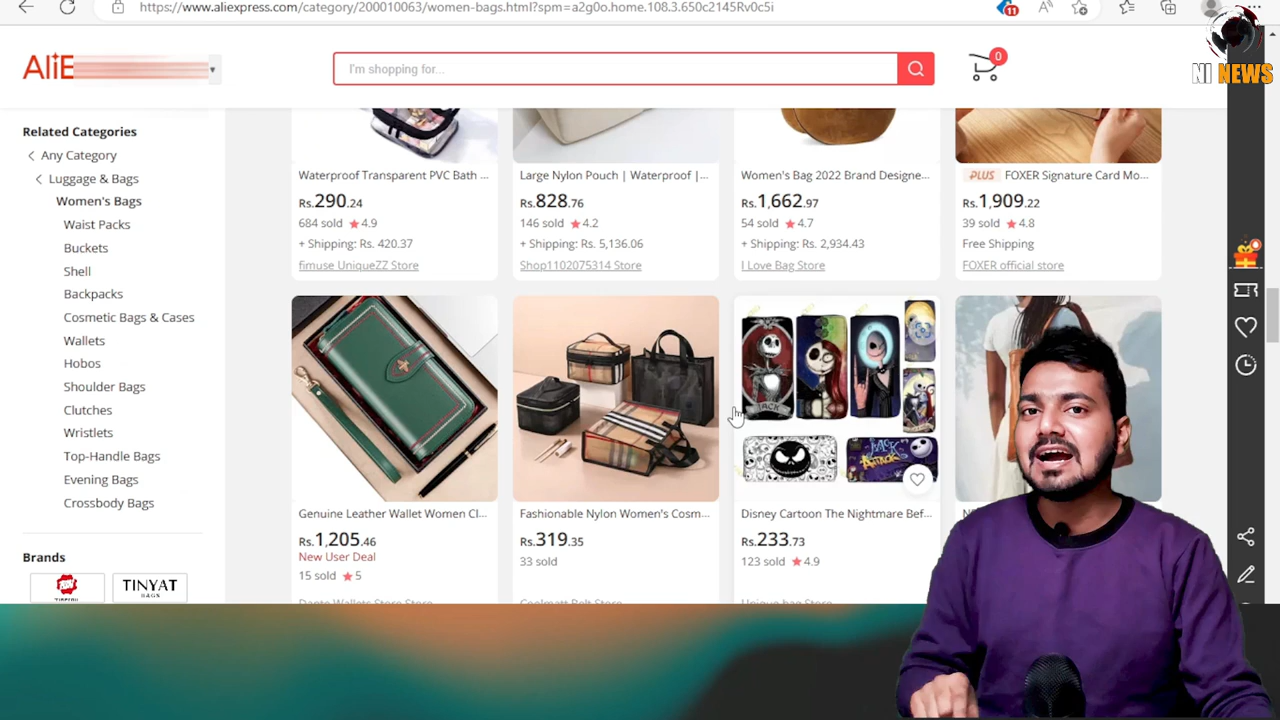 https://www.aliexpress.com/category/200010063/women-bags.html?spm=a2g0o.home.108.3.650c2145Rv0c5i
11
NI NEWS
AliE
I'm shopping for...
0
Related Categories
Any Category
Luggage & Bags
Women's Bags
Waist Packs
Buckets
Shell
Backpacks
Cosmetic Bags & Cases
Wallets
Hobos
Shoulder Bags
Clutches
Wristlets
Top-Handle Bags
Evening Bags
Crossbody Bags
Brands
TINYAT
BAGS
Waterproof Transparent PVC Bath ...
Rs.290.24
684 sold ★4.9
+ Shipping: Rs. 420.37
fimuse UniqueZZ Store
Large Nylon Pouch | Waterproof |...
Rs.828.76
146 sold ★4.2
+ Shipping: Rs. 5,136.06
Shop1102075314 Store
Women's Bag 2022 Brand Designe...
Rs.1,662.97
54 sold ★4.7
+ Shipping: Rs. 2,934.43
I Love Bag Store
PLUS FOXER Signature Card Mo...
Rs.1,909.22
39 sold ★4.8
Free Shipping
FOXER official store
Genuine Leather Wallet Women Cl...
Rs.1,205.46
New User Deal
15 sold ★5
Fashionable Nylon Women's Cosm...
Rs.319.35
33 sold
JACK
Disney Cartoon The Nightmare Bef...
Rs.233.73
123 sold ★4.9